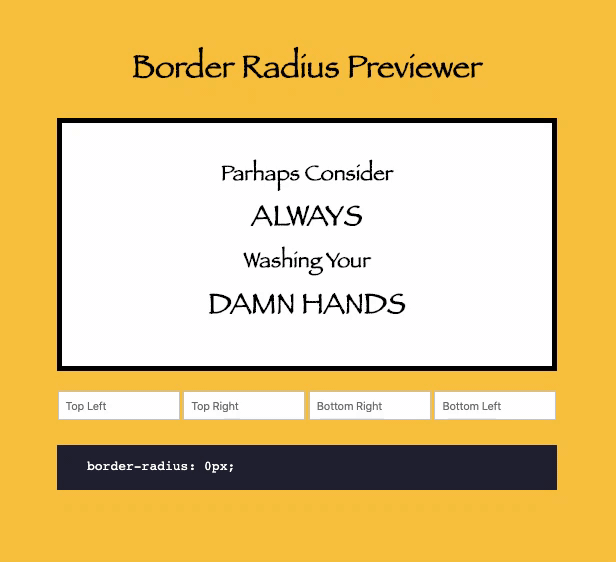 Border Radius Previewer
Parhaps Consider
ALWAYS
Washing Your
DAMN HANDS
Top Left
Top Right
Bottom Right
Bottom Left
border-radius: 0px;